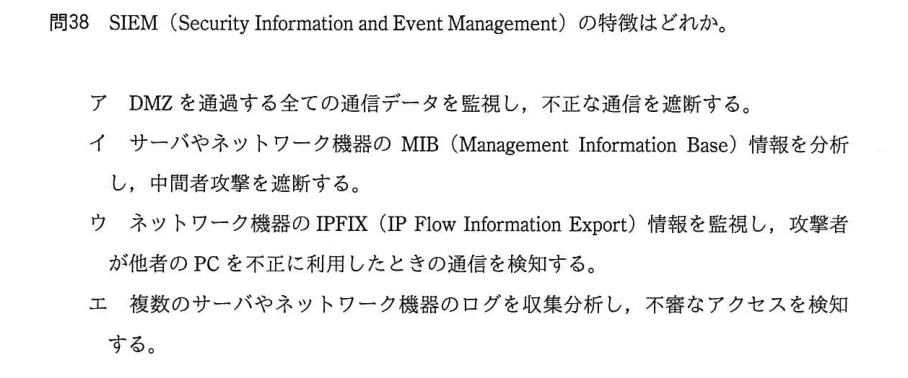 問38 SIEM（Security Information and Event Management）の特徴はどれか。
ア DMZ を通過する全ての通信データを監視し，不正な通信を遮断する。
イ サーバやネットワーク機器の MIB（Management Information Base）情報を分析
し，中間者攻撃を遮断する。
ウ ネットワーク機器の IPFIX（IP Flow Information Export）情報を監視し，攻撃者
が他者の PC を不正に利用したときの通信を検知する。
エ 複数のサーバやネットワーク機器のログを収集分析し，不審なアクセスを検知
する。